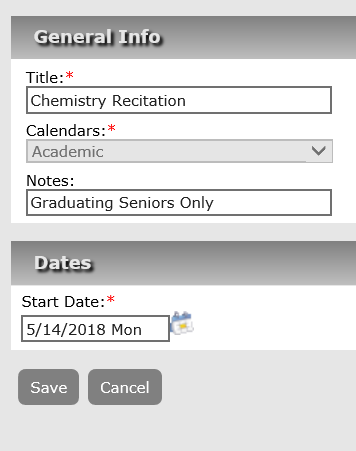 General Info
Title:*
Chemistry Recitation
Calendars:*
Academic
Notes:
Graduating Seniors Only
Dates
Start Date:*
5/14/2018 Mon
Save Cancel